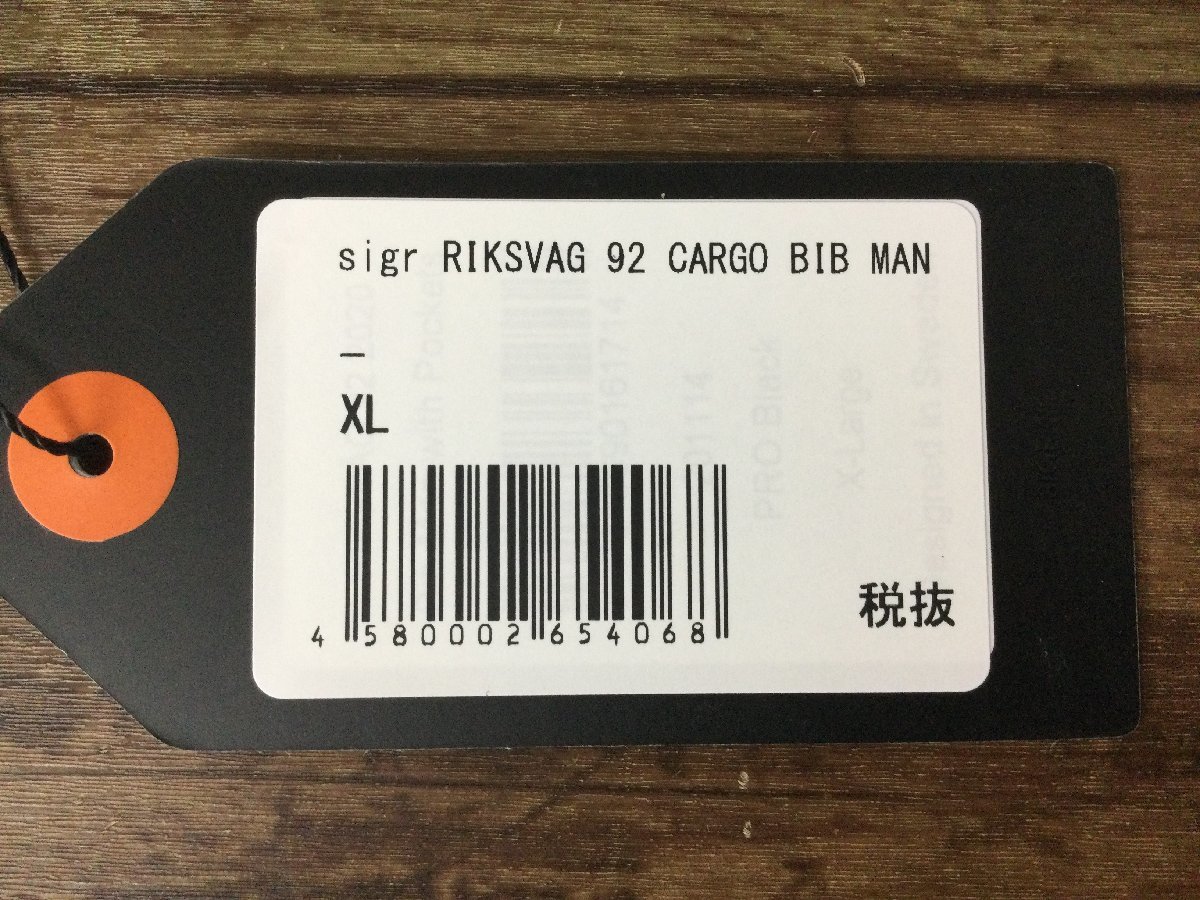 sigr RIKSVAG 92 CARGO BIB MAN
–
XL
4 580002 654068
税抜